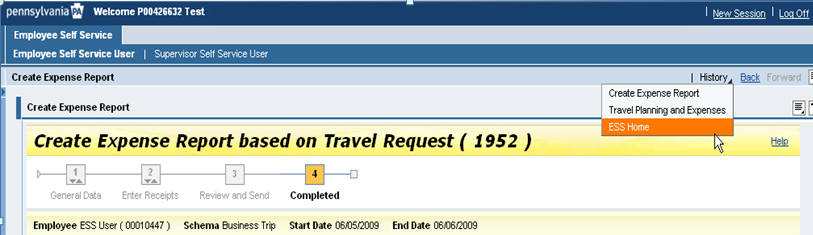 pennsylvania PA Welcome P00426632 Test New Session | Log Off
Employee Self Service
Employee Self Service User | Supervisor Self Service User
Create Expense Report | History Back Forward
Create Expense Report
Travel Planning and Expenses
ESS Home
Create Expense Report
Create Expense Report based on Travel Request ( 1952 ) Help
1 2 3 4
General Data Enter Receipts Review and Send Completed
Employee ESS User ( 00010447 ) Schema Business Trip Start Date 06/05/2009 End Date 06/06/2009